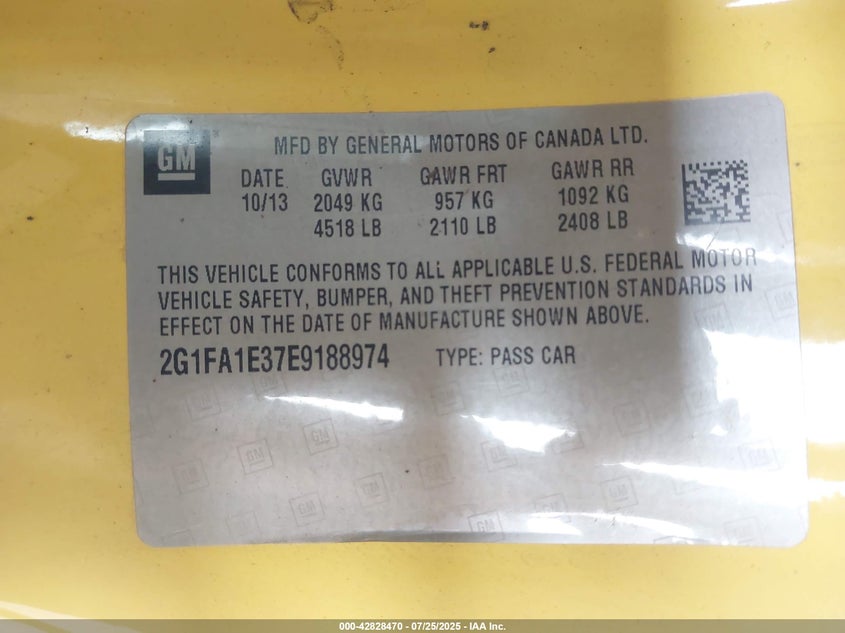 GM
MFD BY GENERAL MOTORS OF CANADA LTD.
DATE GVWR GAWR FRT GAWR RR
10/13 2049 KG 957 KG 1092 KG
4518 LB 2110 LB 2408 LB
THIS VEHICLE CONFORMS TO ALL APPLICABLE U.S. FEDERAL MOTOR
VEHICLE SAFETY, BUMPER, AND THEFT PREVENTION STANDARDS IN
EFFECT ON THE DATE OF MANUFACTURE SHOWN ABOVE.
2G1FA1E37E9188974 TYPE: PASS CAR
000-42828470 - 07/25/2025 - IAA Inc.